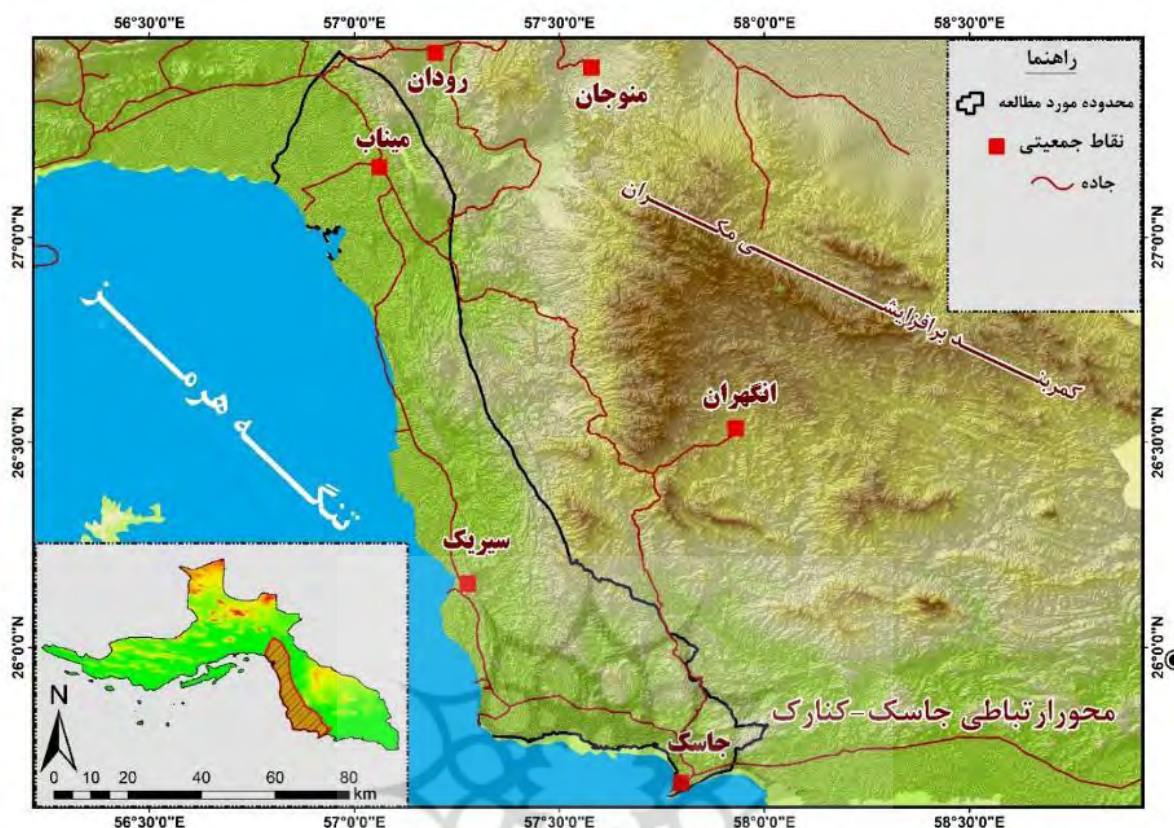 56°30'0"E 57°0'0"E 57°30'0"E 58°0'0"E 58°30'0"E
راهنما
محدوده مورد مطالعه
نقاط جمعیتی
جاده
رودان
منوجان
میناب
27°0'0"N
27°0'0"N
کمربند برافزایشی مکران
تنگه هرمز
انگهران
26°30'0"N
26°30'0"N
سیریک
26°0'0"N
26°0'0"N
محورارتباطی جاسک-کنارک
جاسک
N
0 10 20 40 60 80
km
56°30'0"E 57°0'0"E 57°30'0"E 58°0'0"E 58°30'0"E